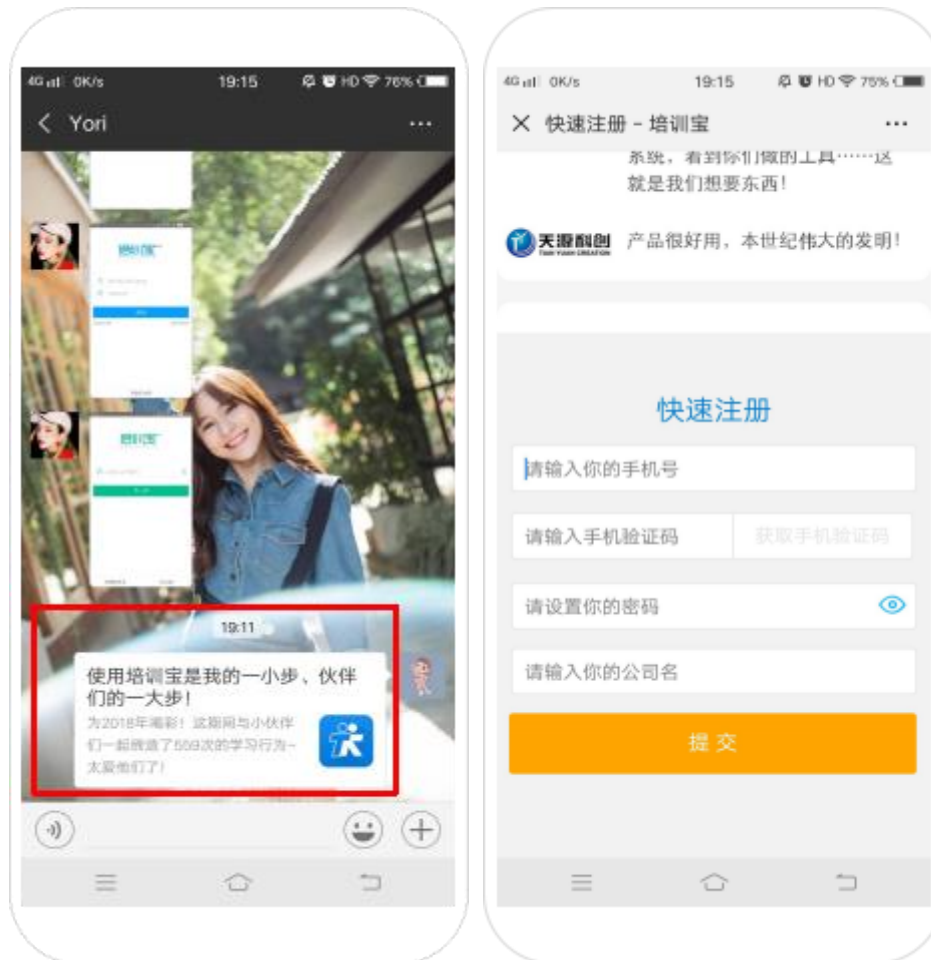 4G 0K/s 19:15 HD 76%
Yori
19:11
使用培训宝是我的一小步、伙伴
们的一大步！
为2018年喝彩！这期间与小伙伴
们一起缔造了559次的学习行为~
太爱他们了！
4G 0K/s 19:15 HD 75%
快速注册 - 培训宝
系统，看到你们做的工具……这
就是我们想要东西！
天源科创 产品很好用，本世纪伟大的发明！
TIAN YUAN CREATION
快速注册
请输入你的手机号
请输入手机验证码 获取手机验证码
请设置你的密码
请输入你的公司名
提交